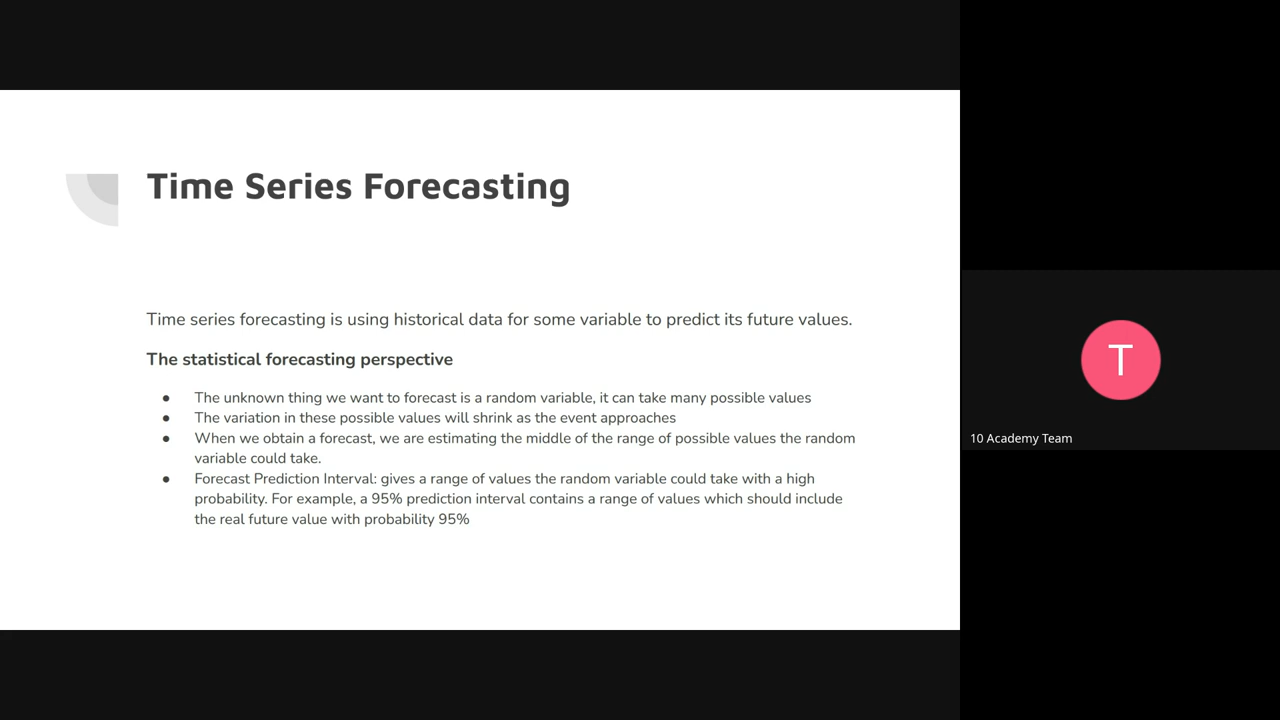 Time Series Forecasting
Time series forecasting is using historical data for some variable to predict its future values.
The statistical forecasting perspective
● The unknown thing we want to forecast is a random variable, it can take many possible values
● The variation in these possible values will shrink as the event approaches
● When we obtain a forecast, we are estimating the middle of the range of possible values the random
variable could take.
● Forecast Prediction Interval: gives a range of values the random variable could take with a high
probability. For example, a 95% prediction interval contains a range of values which should include
the real future value with probability 95%
T
10 Academy Team